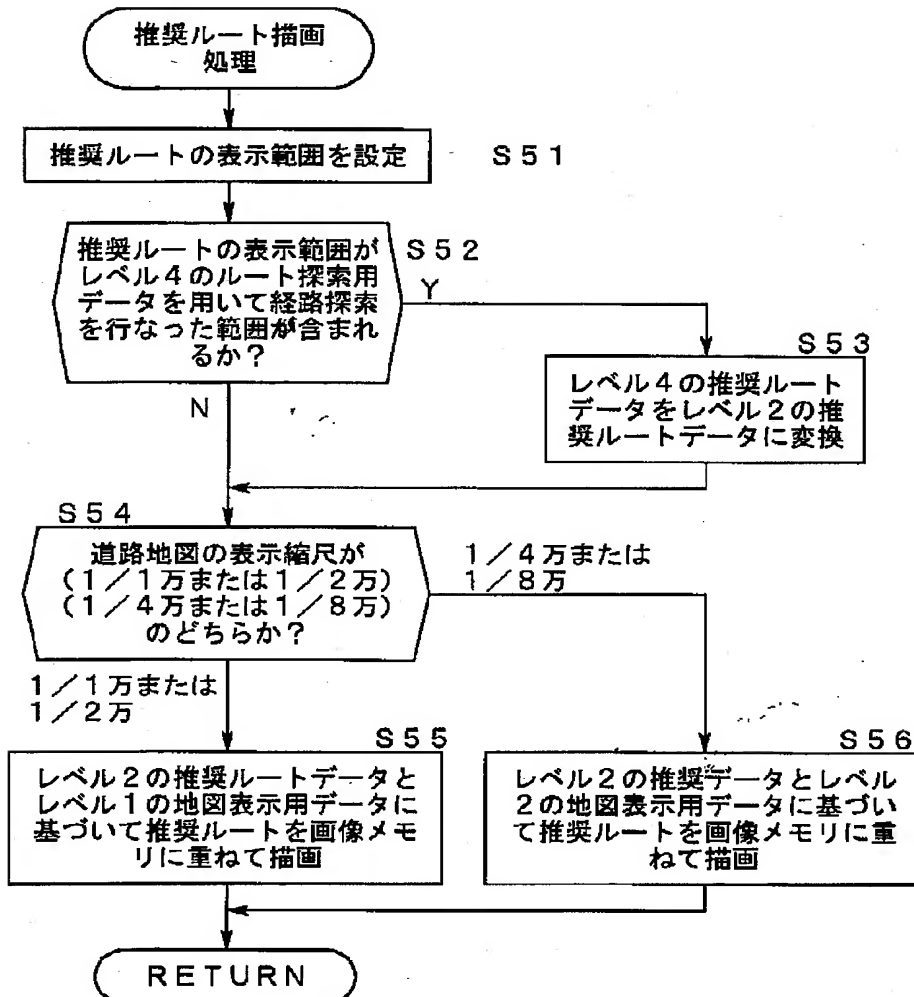 推奨ルート描画
処理
推奨ルートの表示範囲を設定
S51
推奨ルートの表示範囲が
レベル4のルート探索用
データを用いて経路探索
を行なった範囲が含まれ
るか?
S52
Y
N
S53
レベル4の推奨ルート
データをレベル2の推
奨ルートデータに変換
S54
道路地図の表示縮尺が
(1/1万または1/2万)
(1/4万または1/8万)
のどちらか?
1/4万または
1/8万
1/1万または
1/2万
S55
レベル2の推奨ルートデータと
レベル1の地図表示用データに
基づいて推奨ルートを画像メモ
リに重ねて描画
S56
レベル2の推奨データとレベル
2の地図表示用データに基づい
て推奨ルートを画像メモリに重
ねて描画
RETURN